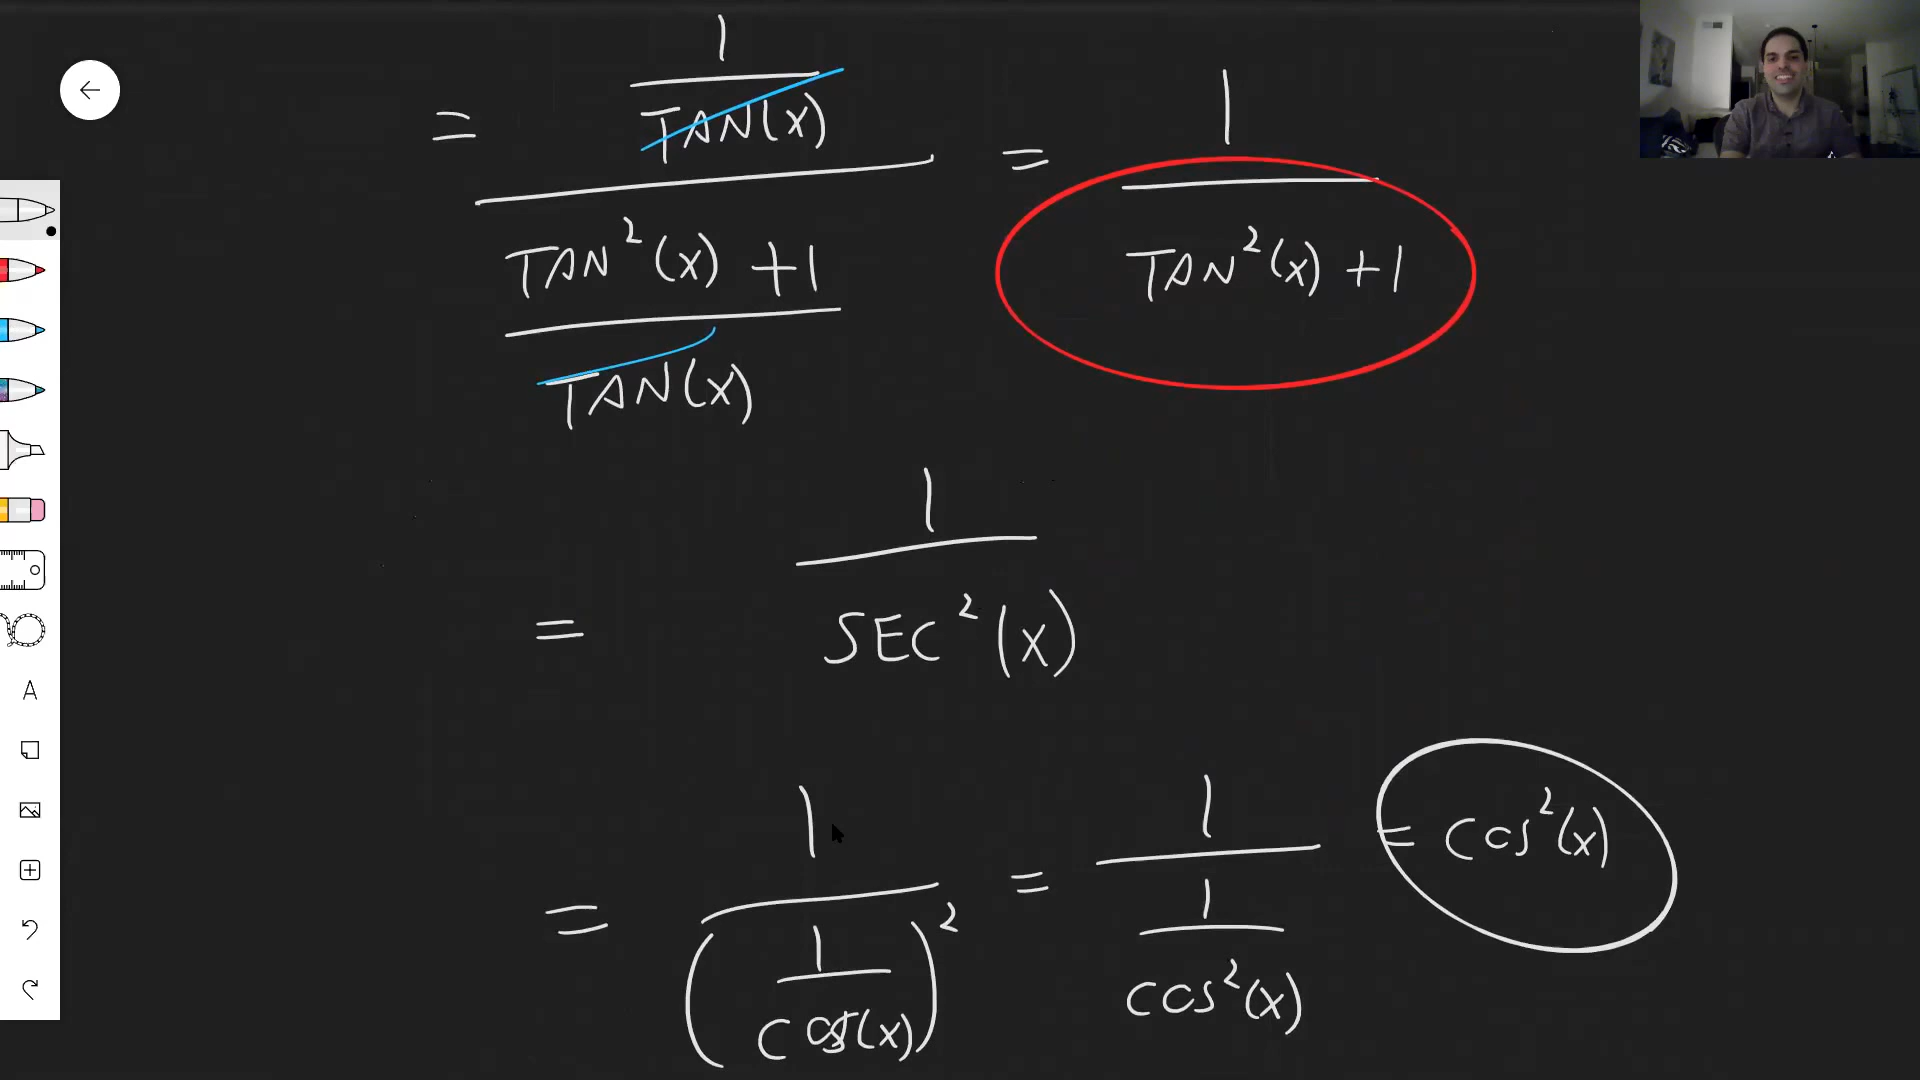 = 1/TAN(x) / TAN²(x) + 1/TAN(x) = 1/TAN²(x) + 1
= 1/SEC²(x)
= 1/(1/COS(x))² = 1/1/COS²(x) = COS²(x)
A